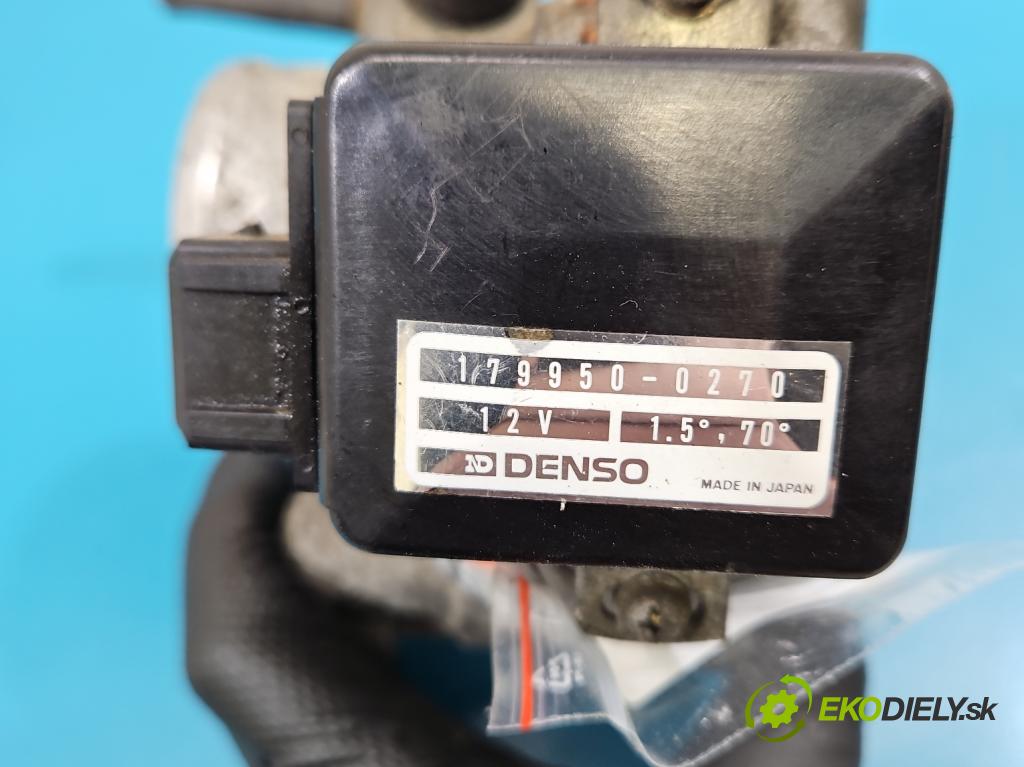 179950-0270
12V 1.5°, 70°
ND DENSO
MADE IN JAPAN
EKODIELY.sk